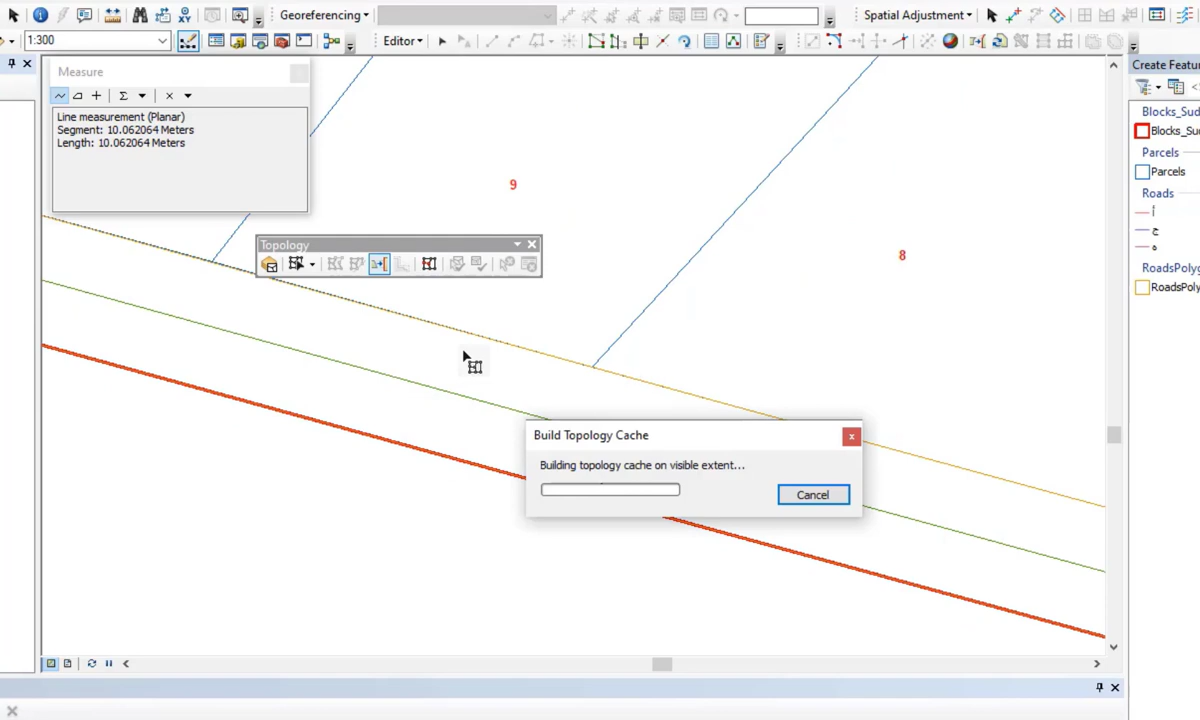 Georeferencing
Spatial Adjustment
1:300
Editor
Measure
Line measurement (Planar)
Segment: 10.062064 Meters
Length: 10.062064 Meters
Topology
9
8
Build Topology Cache
Building topology cache on visible extent...
Cancel
Create Featu
Blocks_Sud
Blocks_Su
Parcels
Parcels
Roads
أ
ح
ه
RoadsPolyg
RoadsPoly